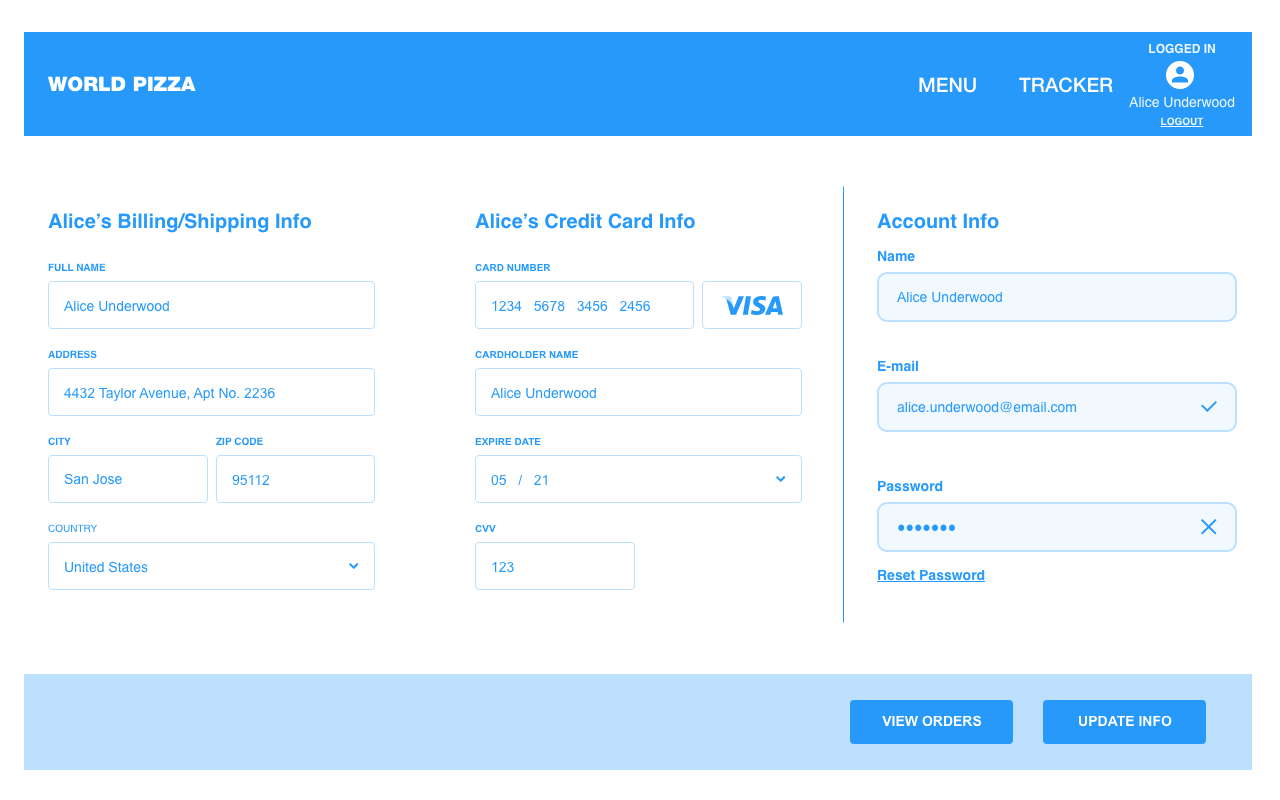 WORLD PIZZA
MENU
TRACKER
LOGGED IN
Alice Underwood
LOGOUT
Alice’s Billing/Shipping Info
FULL NAME
Alice Underwood
ADDRESS
4432 Taylor Avenue, Apt No. 2236
CITY ZIP CODE
San Jose 95112
COUNTRY
United States
Alice’s Credit Card Info
CARD NUMBER
1234 5678 3456 2456 VISA
CARDHOLDER NAME
Alice Underwood
EXPIRE DATE
05 / 21
CVV
123
Account Info
Name
Alice Underwood
E-mail
alice.underwood@email.com
Password
•••••••
Reset Password
VIEW ORDERS UPDATE INFO